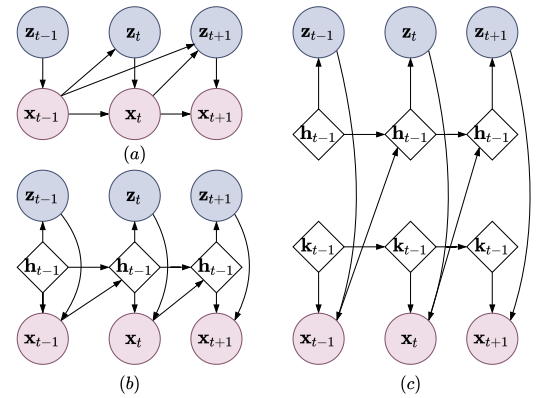 z_{t−1} z_t z_{t+1}
x_{t−1} x_t x_{t+1}
(a)
z_{t−1} z_t z_{t+1}
h_{t−1} h_{t−1} h_{t−1}
x_{t−1} x_t x_{t+1}
(b)
z_{t−1} z_t z_{t+1}
h_{t−1} h_{t−1} h_{t−1}
k_{t−1} k_{t−1} k_{t−1}
x_{t−1} x_t x_{t+1}
(c)